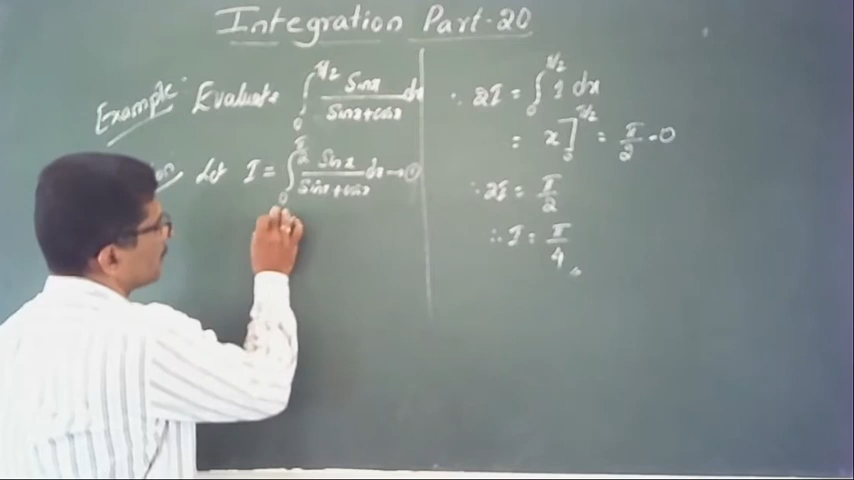 Integration Part-20
Example: Evaluate ∫₀^{π/2} Sinx/(Sinx+cosx) dx
Let I = ∫₀^{π/2} Sinx/(Sinx+cosx) dx → ①
∴ 2I = ∫₀^{π/2} 1 dx
= x]₀^{π/2} = π/2 - 0
∴ 2I = π/2
∴ I = π/4